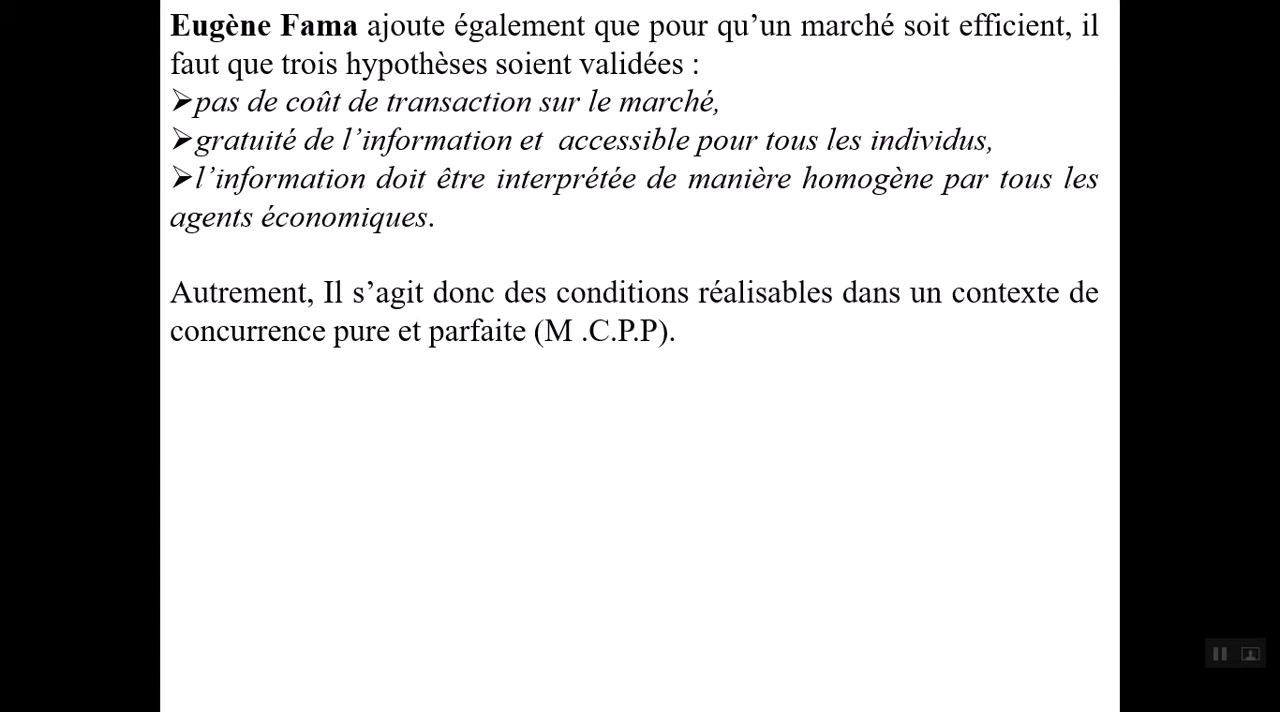 Eugène Fama ajoute également que pour qu’un marché soit efficient, il
faut que trois hypothèses soient validées :
➢pas de coût de transaction sur le marché,
➢gratuité de l’information et  accessible pour tous les individus,
➢l’information doit être interprétée de manière homogène par tous les
agents économiques.
Autrement, Il s’agit donc des conditions réalisables dans un contexte de
concurrence pure et parfaite (M .C.P.P).